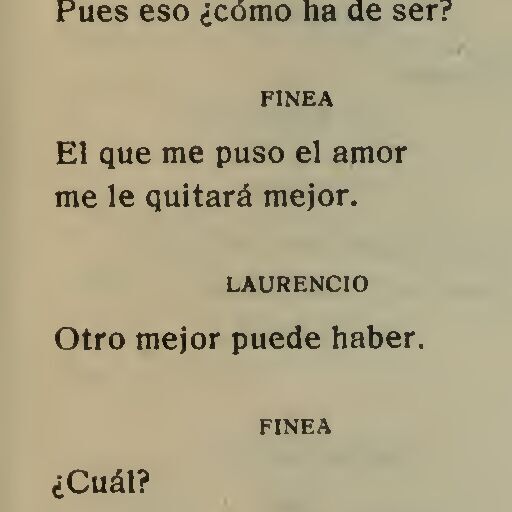 Pues eso ¿cómo ha de ser?
FINEA
El que me puso el amor
me le quitará mejor.
LAURENCIO
Otro mejor puede haber.
FINEA
¿Cuál?